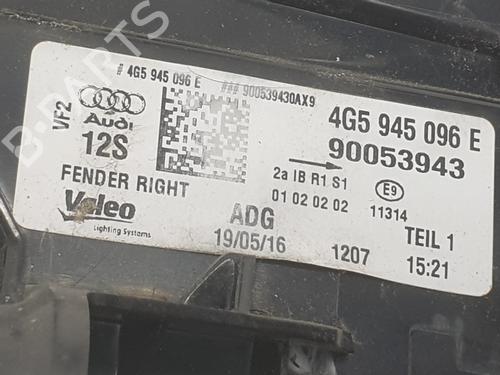 # 4G5 945 096 E
### 900539430AX9
VF2
Audi
12S
4G5 945 096 E
90053943
2a IB R1 S1
E9
FENDER RIGHT
01 02 02 02
11314
Valeo
Lighting Systems
ADG
TEIL 1
19/05/16
1207
15:21
B-PARTS